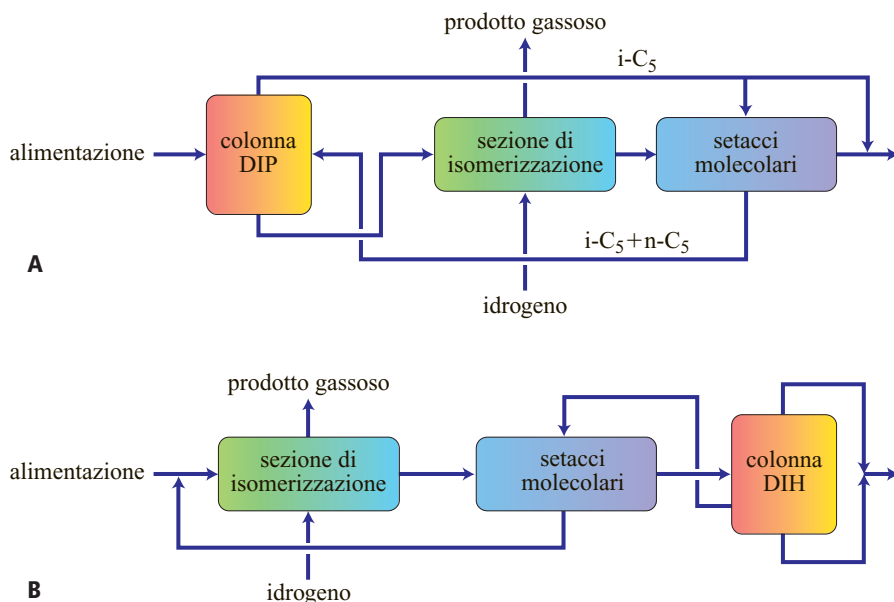 prodotto gassoso
i-C₅
alimentazione
colonna
DIP
sezione di
isomerizzazione
setacci
molecolari
i-C₅+n-C₅
A
idrogeno
prodotto gassoso
alimentazione
sezione di
isomerizzazione
setacci
molecolari
colonna
DIH
B
idrogeno